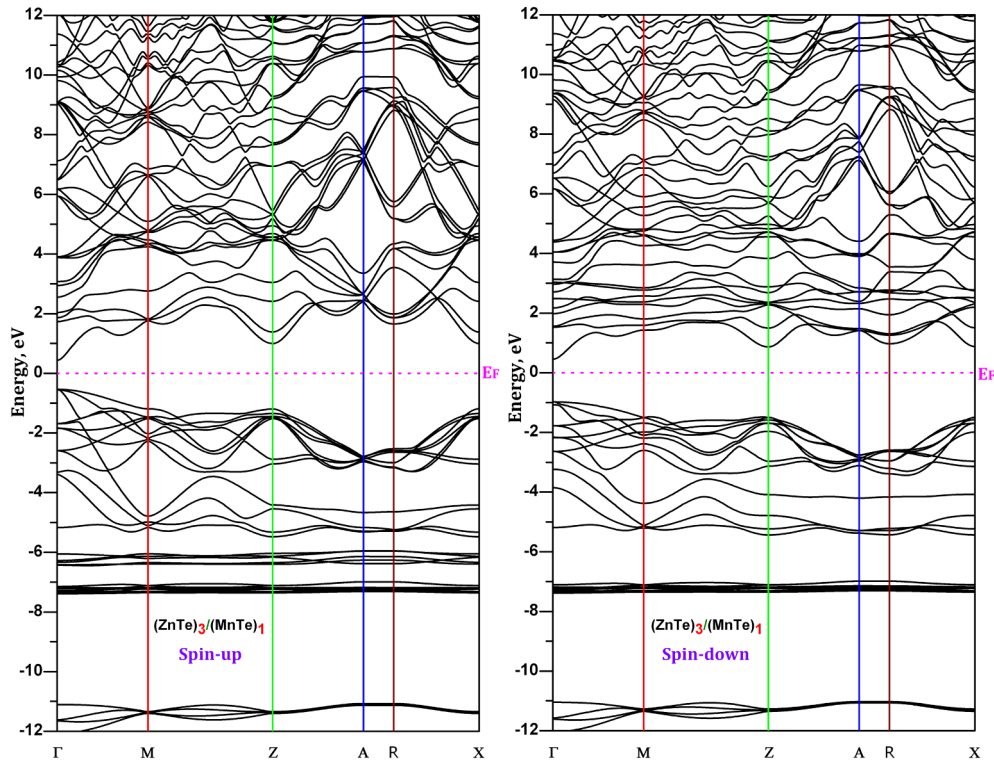 12
10
8
6
4
2
0
-2
-4
-6
-8
-10
-12
Energy, eV
EF
(ZnTe)3/(MnTe)1
Spin-up
Γ M Z A R X
12
10
8
6
4
2
0
-2
-4
-6
-8
-10
-12
Energy, eV
EF
(ZnTe)3/(MnTe)1
Spin-down
Γ M Z A R X